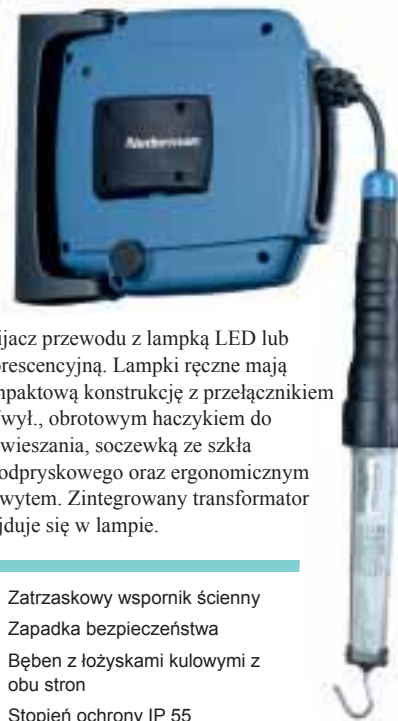 Nederman
ijacz przewodu z lampką LED lub
orescencyjną. Lampki ręczne mają
mpaktową konstrukcję z przełącznikiem
/wył., obrotowym haczykiem do
wieszania, soczewką ze szkła
odpryskowego oraz ergonomicznym
wytem. Zintegrowany transformator
jduje się w lampie.
Zatrzaskowy wspornik ścienny
Zapadka bezpieczeństwa
Bęben z łożyskami kulowymi z
obu stron
Stopień ochrony IP 55